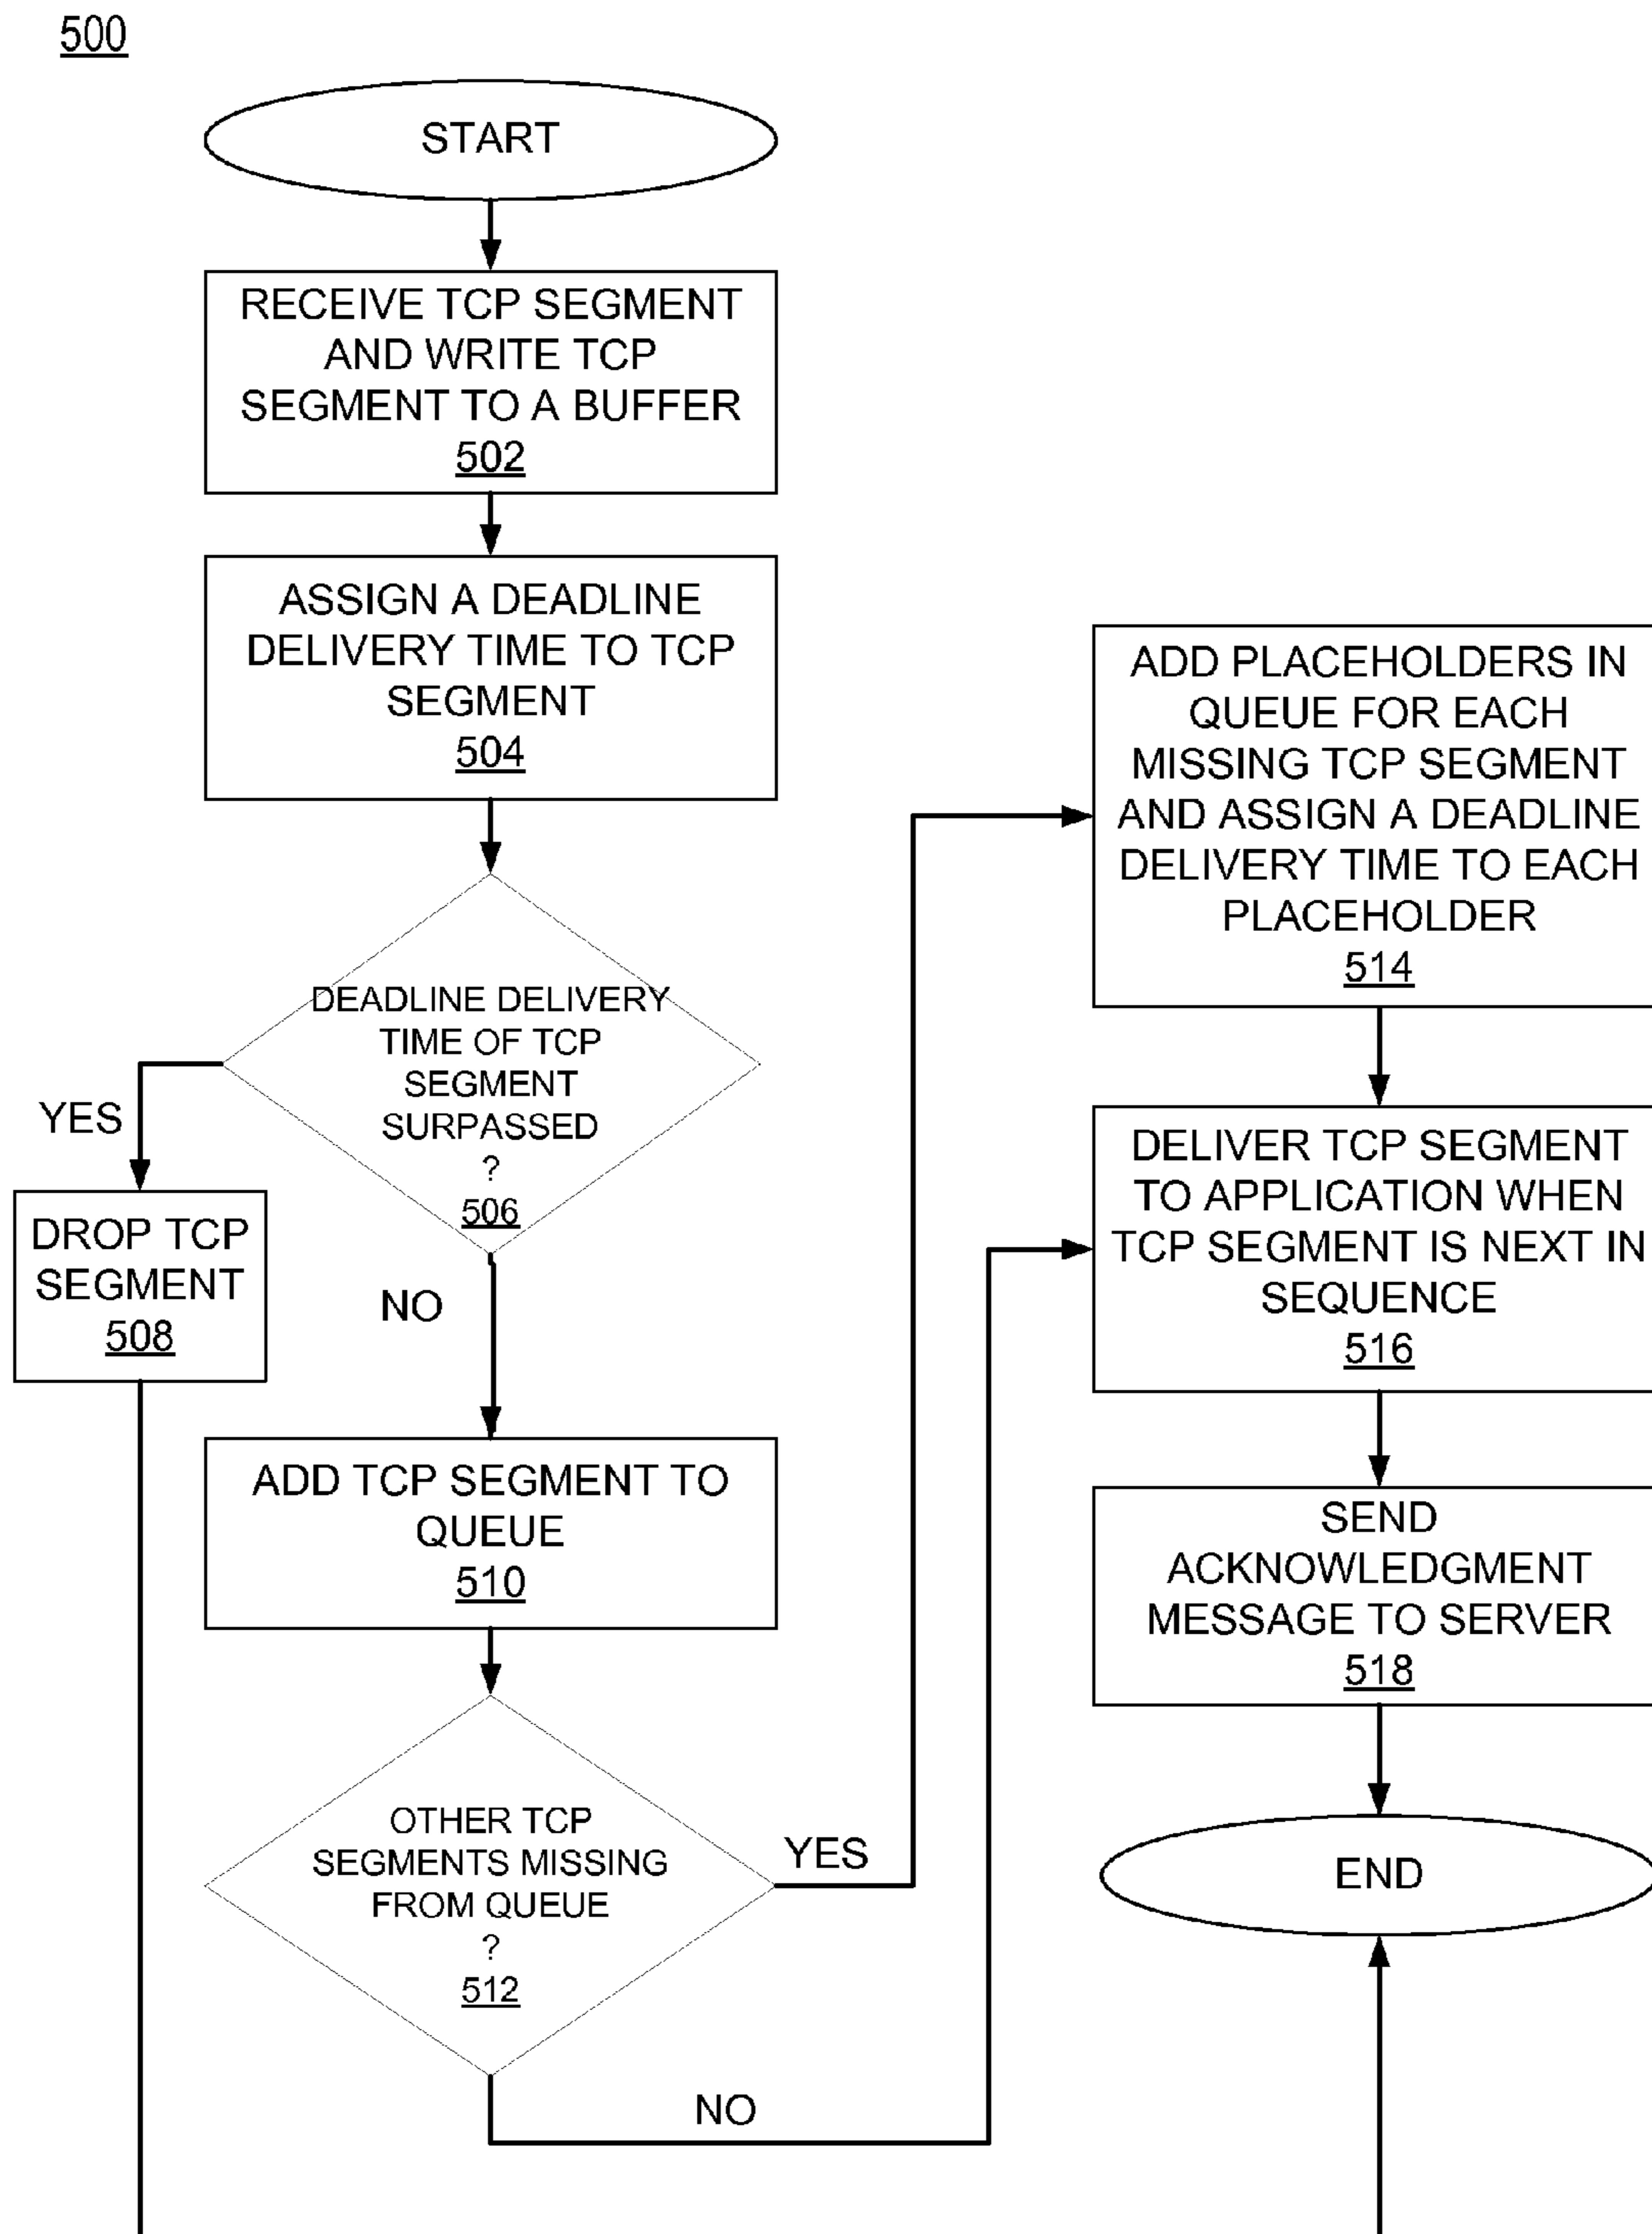 500
START
RECEIVE TCP SEGMENT
AND WRITE TCP
SEGMENT TO A BUFFER
502
ASSIGN A DEADLINE
DELIVERY TIME TO TCP
SEGMENT
504
DEADLINE DELIVERY
TIME OF TCP
SEGMENT
SURPASSED
?
506
YES
DROP TCP
SEGMENT
508
NO
ADD TCP SEGMENT TO
QUEUE
510
OTHER TCP
SEGMENTS MISSING
FROM QUEUE
?
512
YES
NO
ADD PLACEHOLDERS IN
QUEUE FOR EACH
MISSING TCP SEGMENT
AND ASSIGN A DEADLINE
DELIVERY TIME TO EACH
PLACEHOLDER
514
DELIVER TCP SEGMENT
TO APPLICATION WHEN
TCP SEGMENT IS NEXT IN
SEQUENCE
516
SEND
ACKNOWLEDGMENT
MESSAGE TO SERVER
518
END